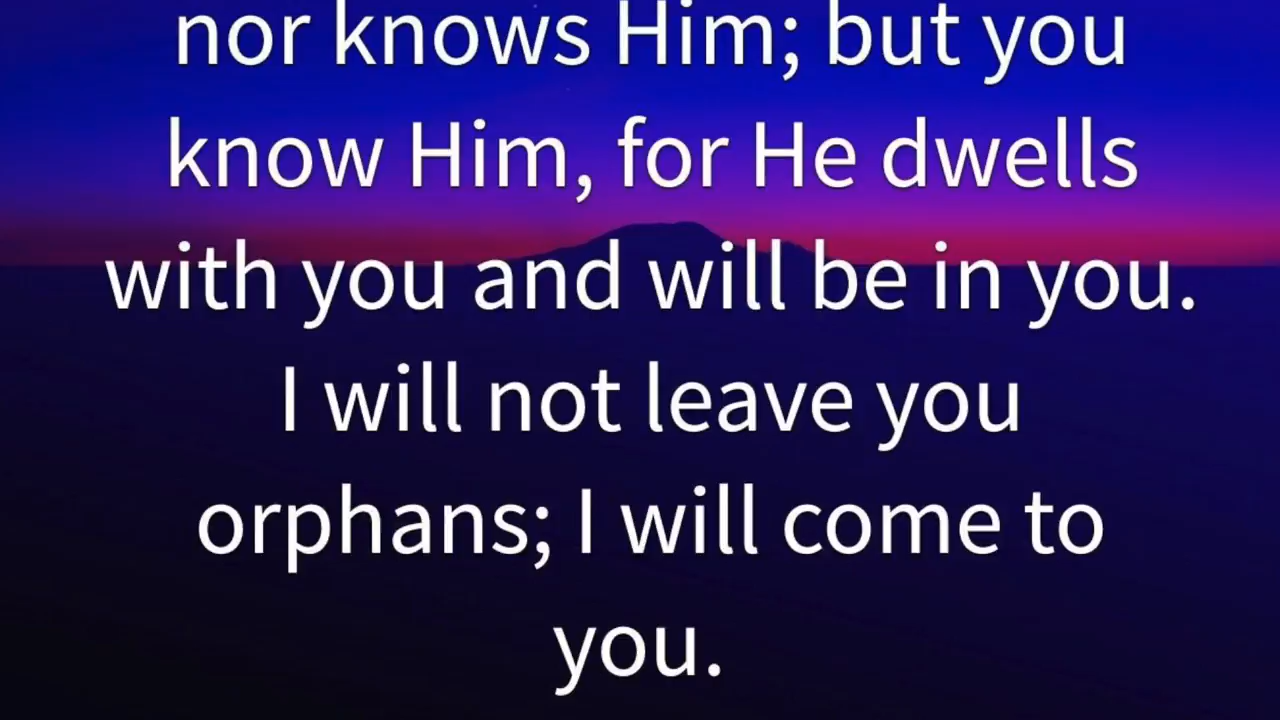 nor knows Him; but you
know Him, for He dwells
with you and will be in you.
I will not leave you
orphans; I will come to
you.